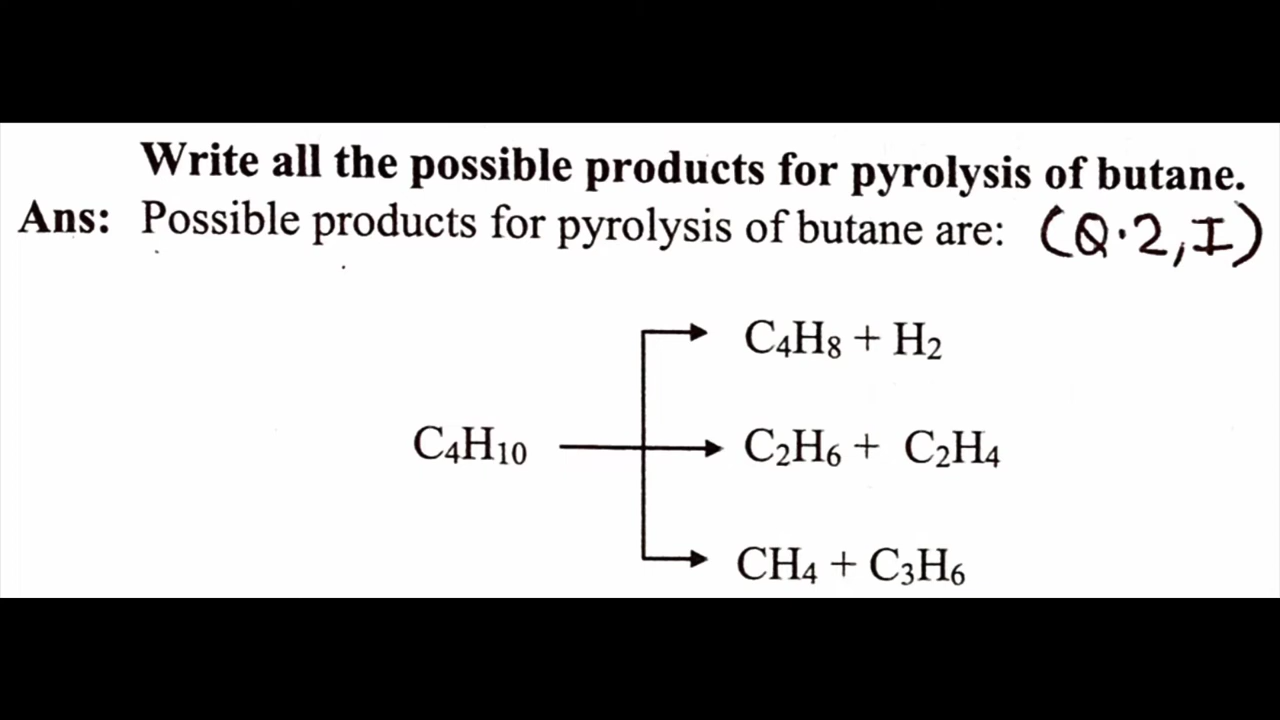 Write all the possible products for pyrolysis of butane.
Ans: Possible products for pyrolysis of butane are: (Q.2,I)
C4H8 + H2
C4H10
C2H6 + C2H4
CH4 + C3H6